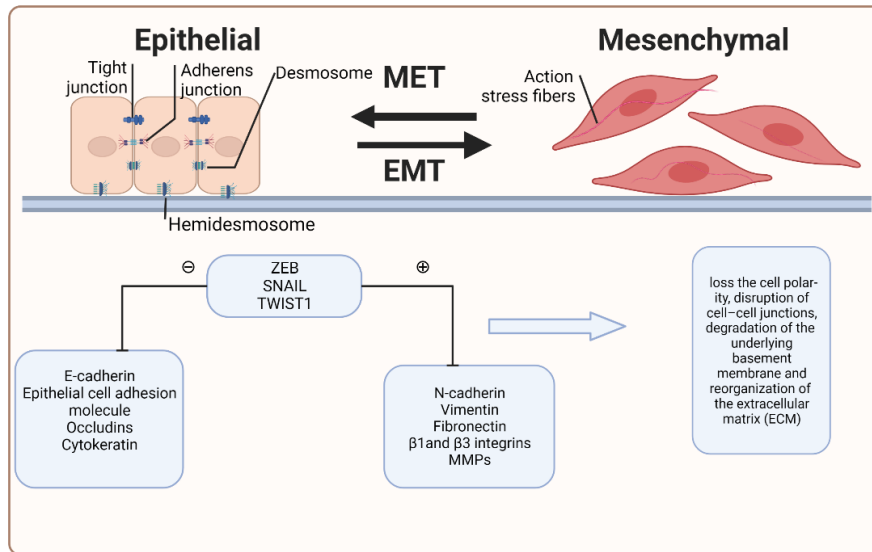 Epithelial
Mesenchymal
Tight
junction
Adherens
junction
Desmosome
MET
EMT
Action
stress fibers
Hemidesmosome
⊖
ZEB
SNAIL
TWIST1
⊕
E-cadherin
Epithelial cell adhesion
molecule
Occludins
Cytokeratin
N-cadherin
Vimentin
Fibronectin
β1and β3 integrins
MMPs
loss the cell polar-
ity, disruption of
cell–cell junctions,
degradation of the
underlying
basement
membrane and
reorganization of
the extracellular
matrix (ECM)